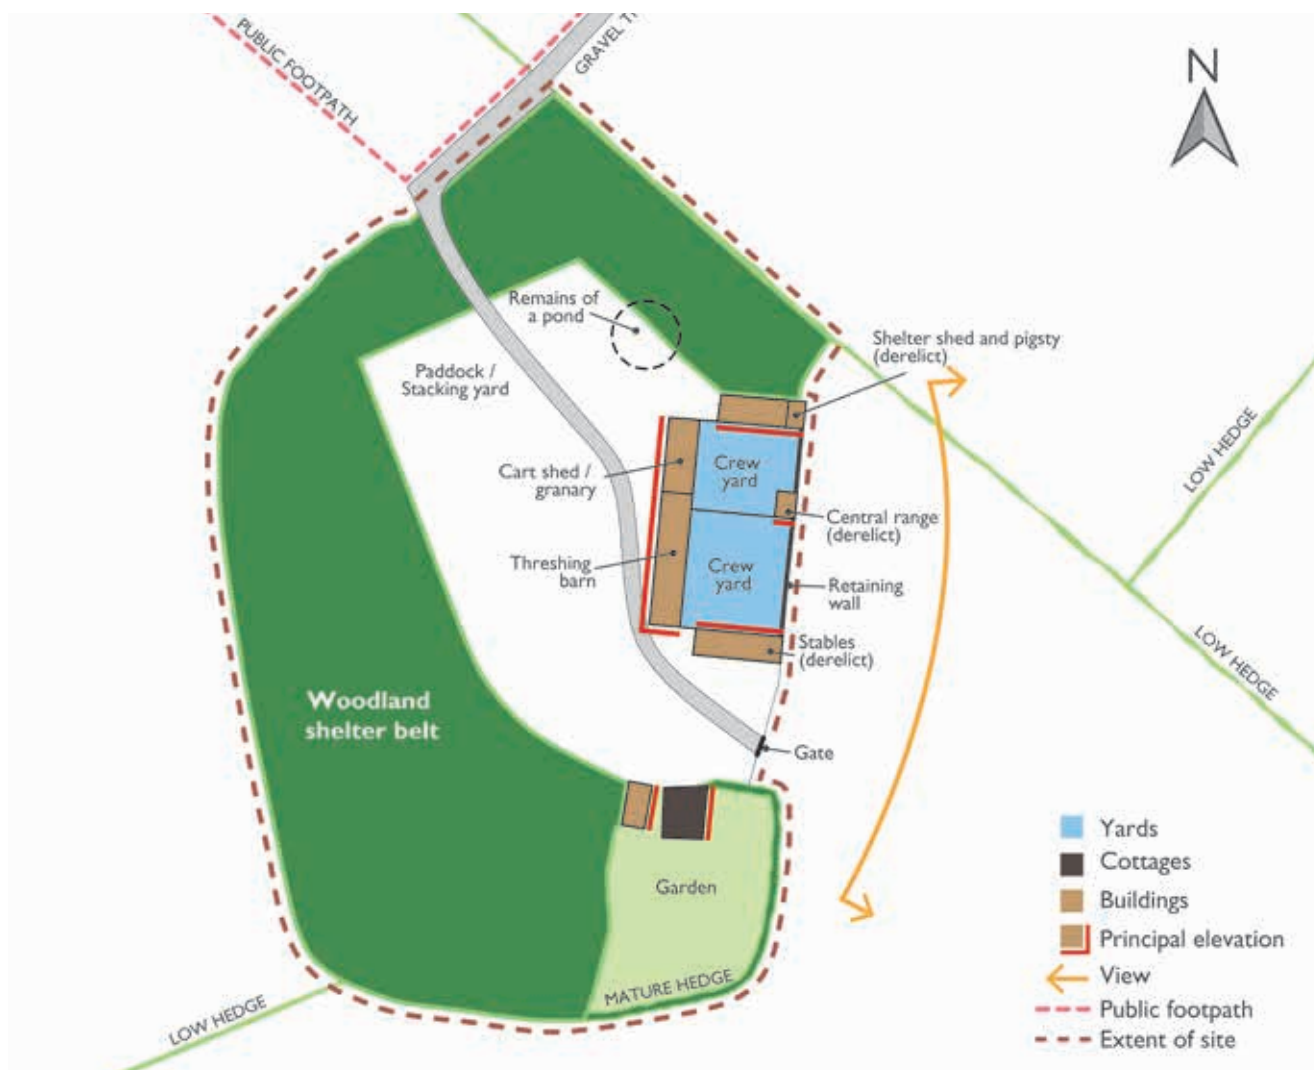 PUBLIC FOOTPATH
GRAVEL
N
Remains of
a pond
Shelter shed and pigsty
(derelict)
Paddock /
Stacking yard
LOW HEDGE
Cart shed /
granary
Crew
yard
Central range
(derelict)
Threshing
barn
Crew
yard
Retaining
wall
LOW HEDGE
Stables
(derelict)
Woodland
shelter belt
Gate
Garden
MATURE HEDGE
LOW HEDGE
Yards
Cottages
Buildings
Principal elevation
View
Public footpath
Extent of site